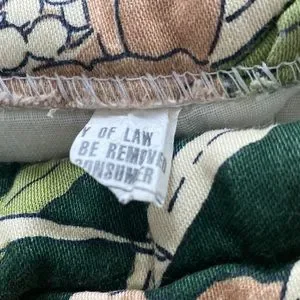 Y OF LAW
BE REMOVED
CONSUMER